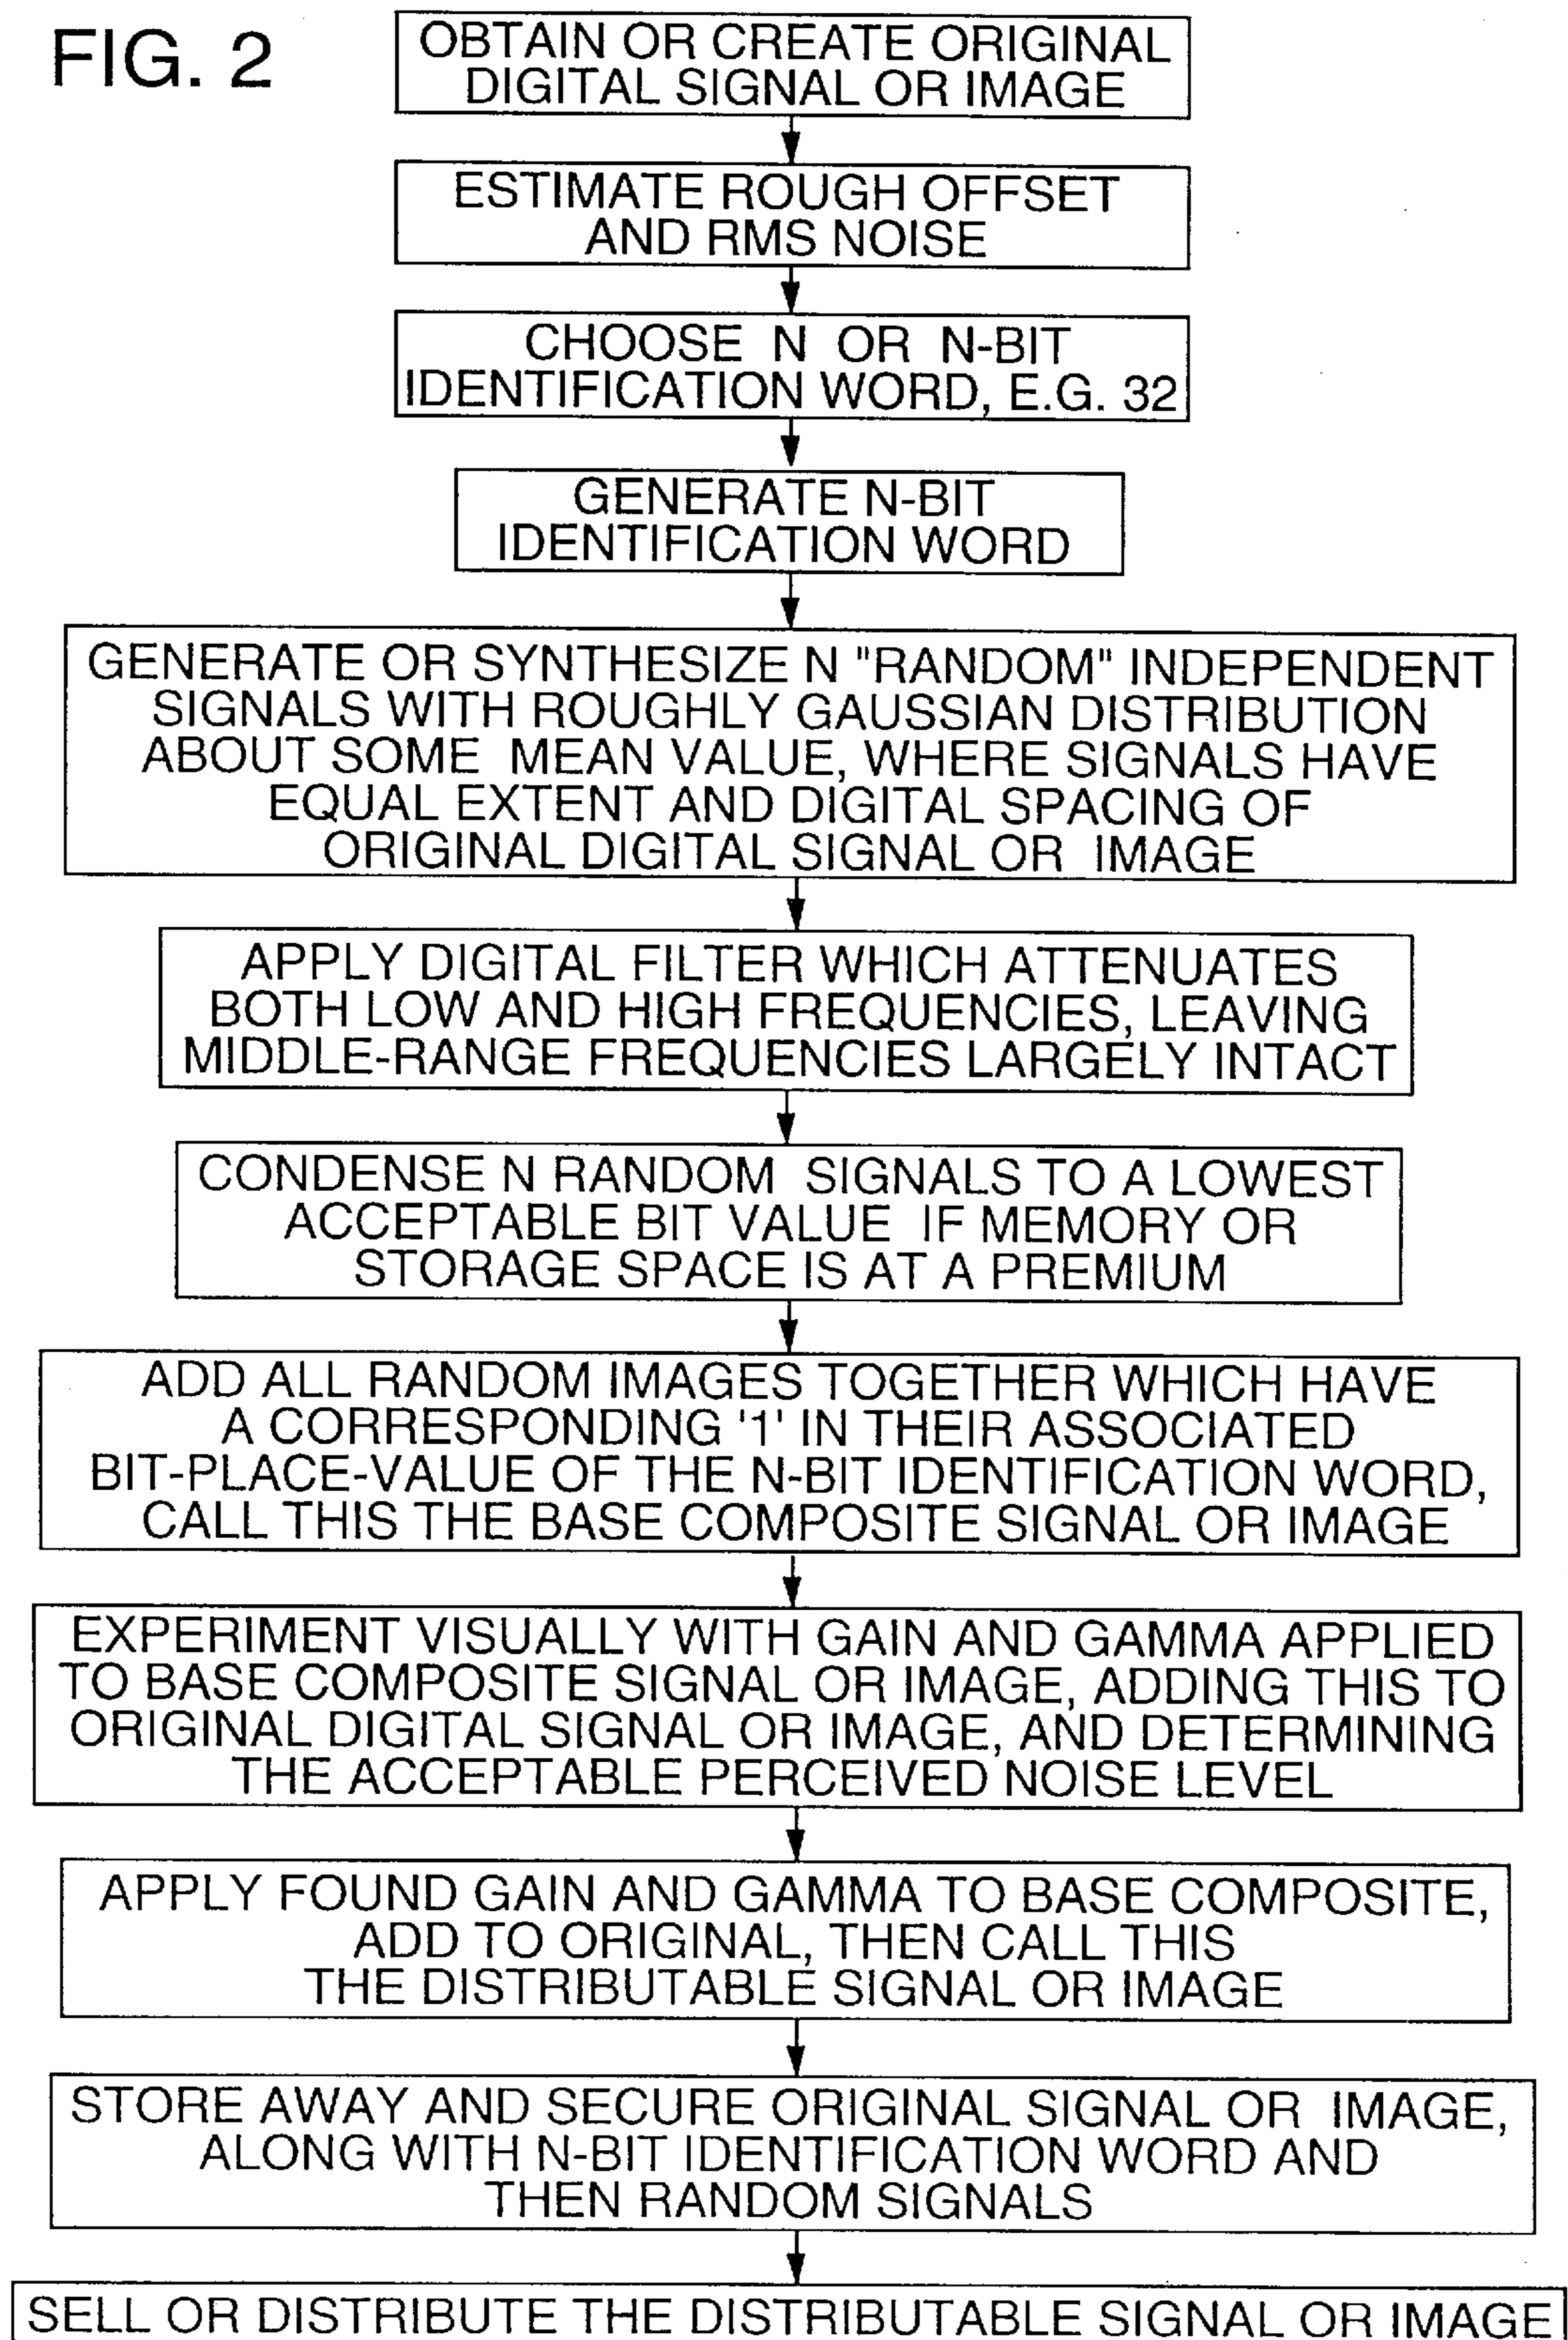 FIG. 2
OBTAIN OR CREATE ORIGINAL
DIGITAL SIGNAL OR IMAGE
ESTIMATE ROUGH OFFSET
AND RMS NOISE
CHOOSE N OR N-BIT
IDENTIFICATION WORD, E.G. 32
GENERATE N-BIT
IDENTIFICATION WORD
GENERATE OR SYNTHESIZE N "RANDOM" INDEPENDENT
SIGNALS WITH ROUGHLY GAUSSIAN DISTRIBUTION
ABOUT SOME MEAN VALUE, WHERE SIGNALS HAVE
EQUAL EXTENT AND DIGITAL SPACING OF
ORIGINAL DIGITAL SIGNAL OR IMAGE
APPLY DIGITAL FILTER WHICH ATTENUATES
BOTH LOW AND HIGH FREQUENCIES, LEAVING
MIDDLE-RANGE FREQUENCIES LARGELY INTACT
CONDENSE N RANDOM SIGNALS TO A LOWEST
ACCEPTABLE BIT VALUE IF MEMORY OR
STORAGE SPACE IS AT A PREMIUM
ADD ALL RANDOM IMAGES TOGETHER WHICH HAVE
A CORRESPONDING '1' IN THEIR ASSOCIATED
BIT-PLACE-VALUE OF THE N-BIT IDENTIFICATION WORD,
CALL THIS THE BASE COMPOSITE SIGNAL OR IMAGE
EXPERIMENT VISUALLY WITH GAIN AND GAMMA APPLIED
TO BASE COMPOSITE SIGNAL OR IMAGE, ADDING THIS TO
ORIGINAL DIGITAL SIGNAL OR IMAGE, AND DETERMINING
THE ACCEPTABLE PERCEIVED NOISE LEVEL
APPLY FOUND GAIN AND GAMMA TO BASE COMPOSITE,
ADD TO ORIGINAL, THEN CALL THIS
THE DISTRIBUTABLE SIGNAL OR IMAGE
STORE AWAY AND SECURE ORIGINAL SIGNAL OR IMAGE,
ALONG WITH N-BIT IDENTIFICATION WORD AND
THEN RANDOM SIGNALS
SELL OR DISTRIBUTE THE DISTRIBUTABLE SIGNAL OR IMAGE